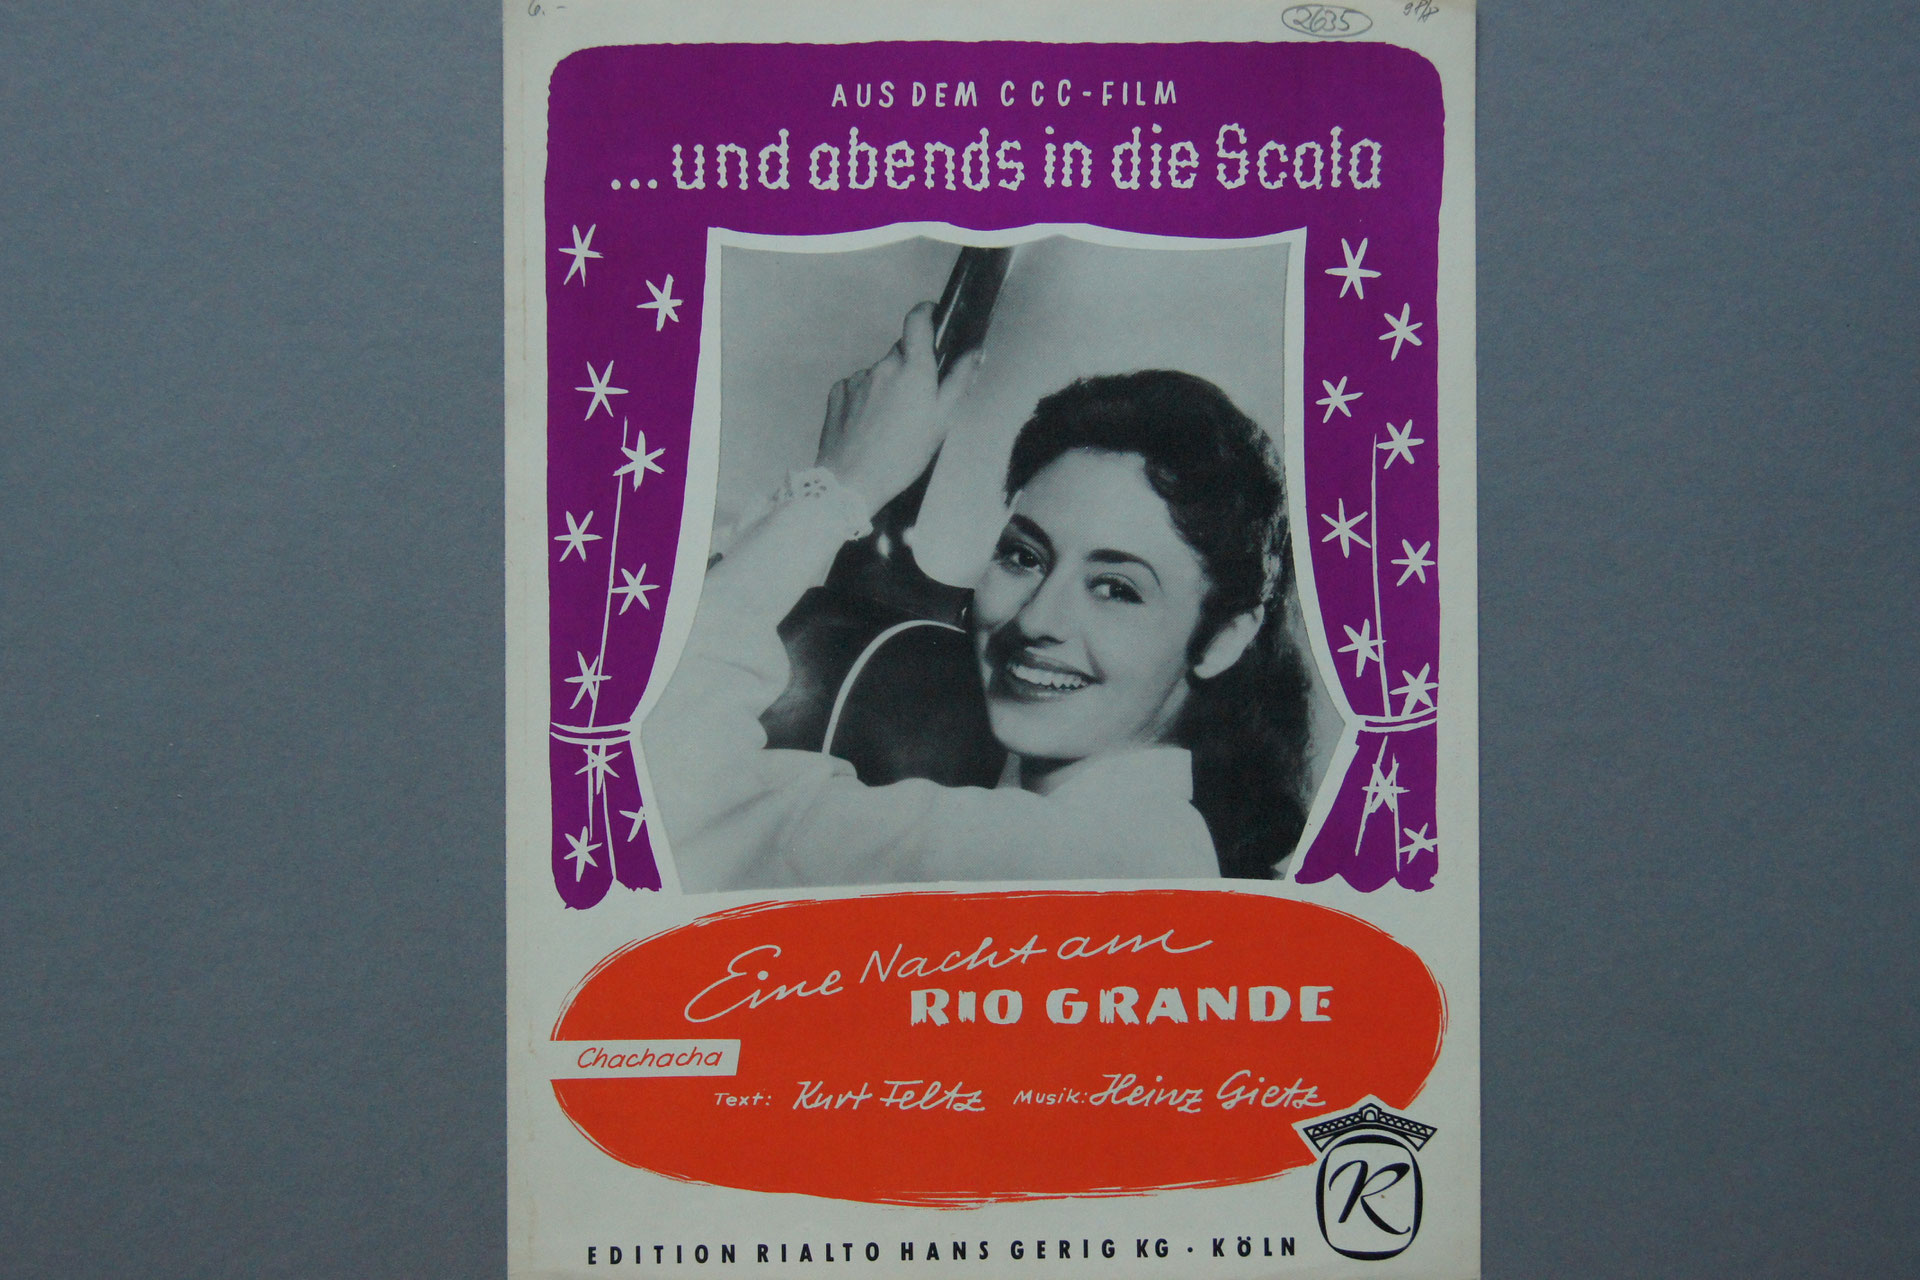 6.-
2635
AUS DEM CCC-FILM
...und abends in die Scala
Eine Nacht am
RIO GRANDE
Chachacha
Text: Kurt Feltz Musik: Heinz Gietz
R
EDITION RIALTO HANS GERIG KG · KÖLN